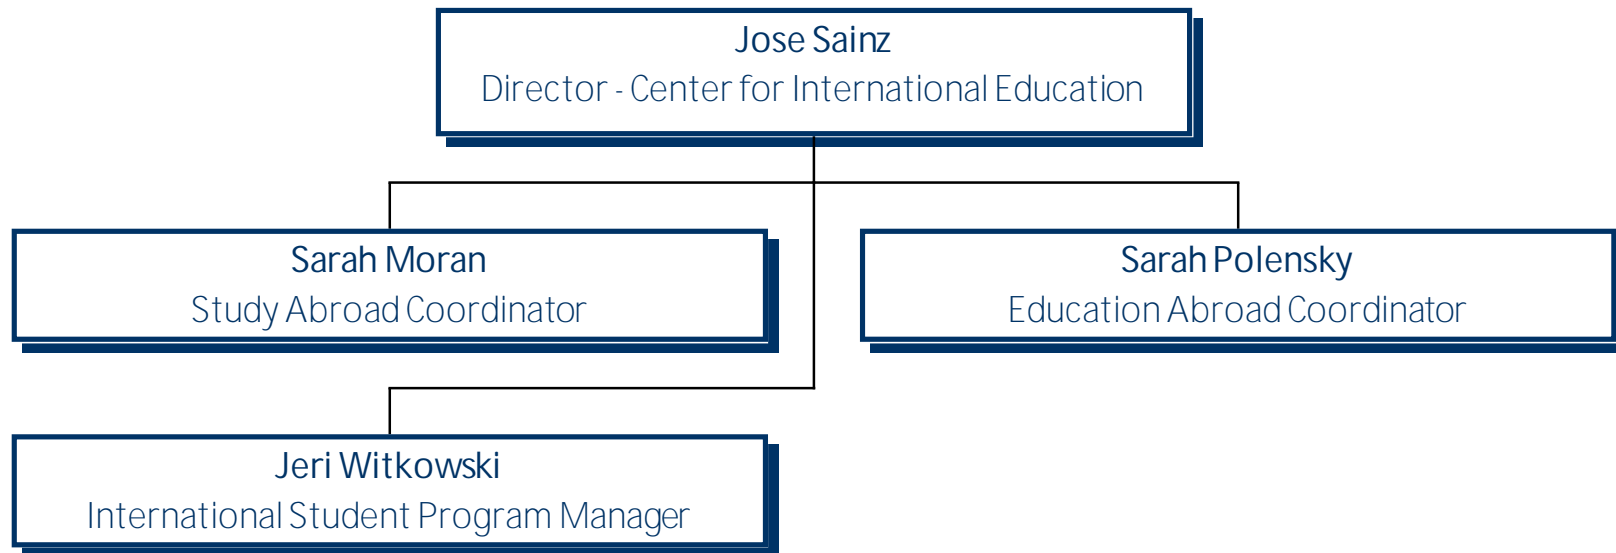 Jose Sainz
Director - Center for International Education
Sarah Moran
Study Abroad Coordinator
Sarah Polensky
Education Abroad Coordinator
Jeri Witkowski
International Student Program Manager